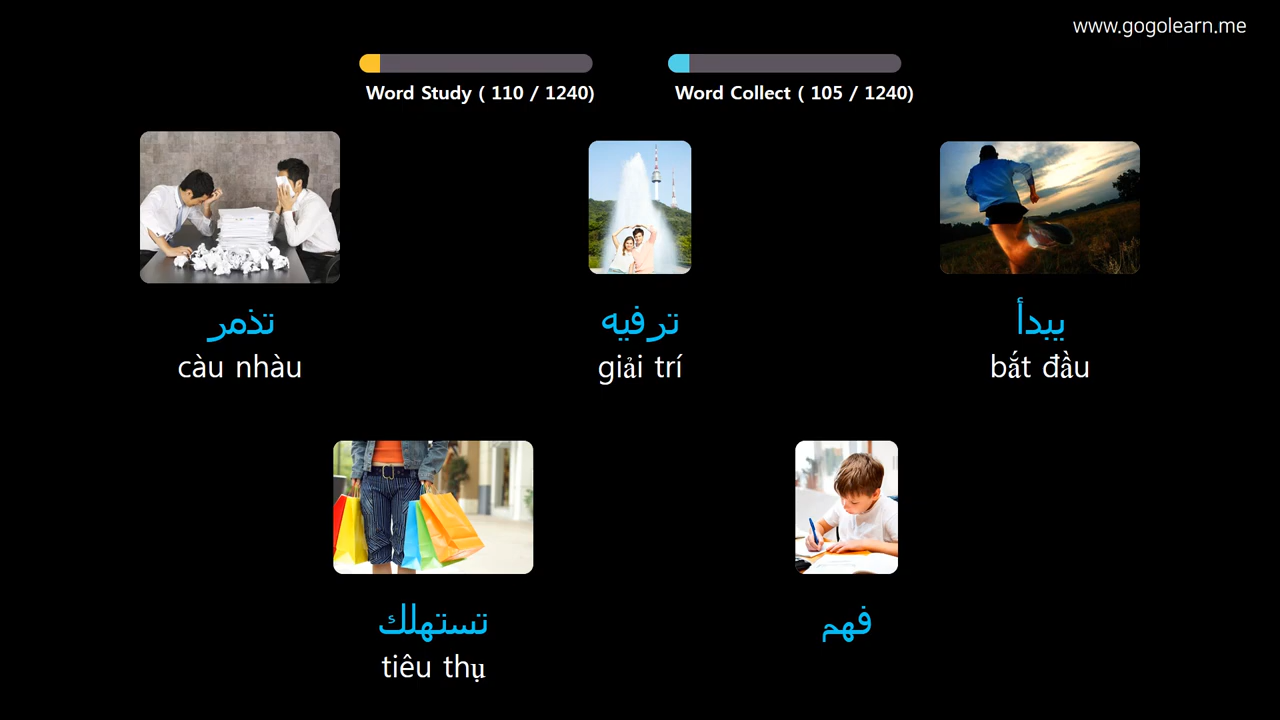 www.gogolearn.me
Word Study ( 110 / 1240)
Word Collect ( 105 / 1240)
تذمر
càu nhàu
ترفيه
giải trí
يبدأ
bắt đầu
تستهلك
tiêu thụ
فهم